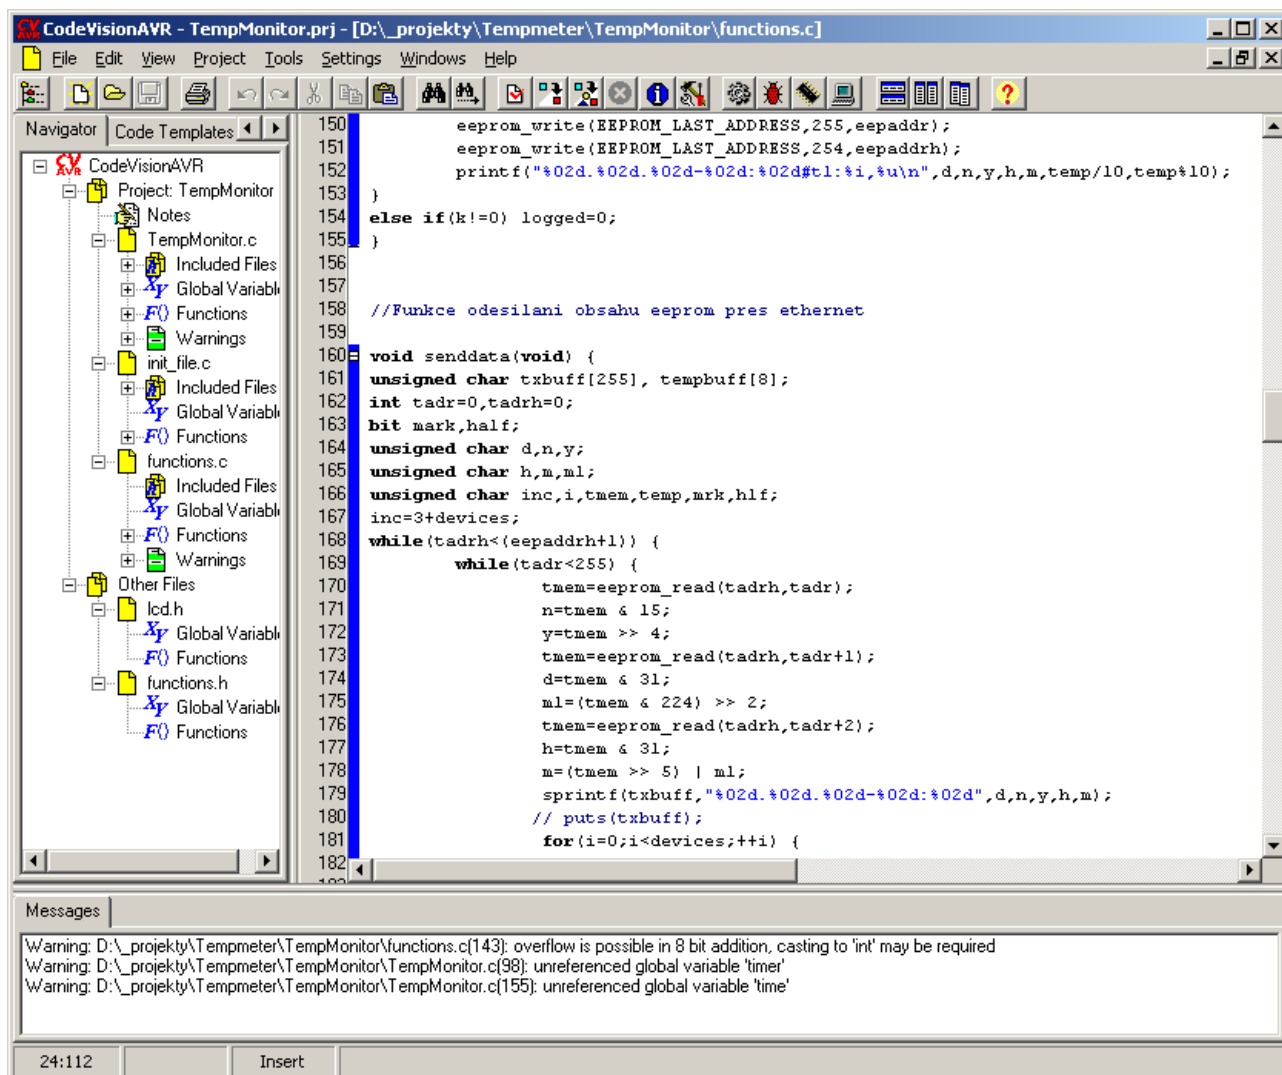 CodeVisionAVR - TempMonitor.prj - [D:\_projekty\Tempmeter\TempMonitor\functions.c]
File Edit View Project Tools Settings Windows Help
Navigator Code Templates
CodeVisionAVR
Project: TempMonitor
Notes
TempMonitor.c
Included Files
Global Variabl
F() Functions
Warnings
init_file.c
Included Files
Global Variabl
F() Functions
functions.c
Included Files
Global Variabl
F() Functions
Warnings
Other Files
lcd.h
Global Variabl
F() Functions
functions.h
Global Variabl
F() Functions
150 eeprom_write(EEPROM_LAST_ADDRESS,255,eepaddr);
151 eeprom_write(EEPROM_LAST_ADDRESS,254,eepaddrh);
152 printf("%02d.%02d.%02d-%02d:%02d#t1:%i,%u\n",d,n,y,h,m,temp/10,temp%10);
153 }
154 else if(k!=0) logged=0;
155 }
156
157
158 //Funkce odesilani obsahu eeprom pres ethernet
159
160 void senddata(void) {
161 unsigned char txbuff[255], tempbuff[8];
162 int tadr=0,tadrh=0;
163 bit mark,half;
164 unsigned char d,n,y;
165 unsigned char h,m,ml;
166 unsigned char inc,i,tmem,temp,mrk,hlf;
167 inc=3+devices;
168 while(tadrh<(eepaddrh+1)) {
169 while(tadr<255) {
170 tmem=eeprom_read(tadrh,tadr);
171 n=tmem & 15;
172 y=tmem >> 4;
173 tmem=eeprom_read(tadrh,tadr+1);
174 d=tmem & 31;
175 ml=(tmem & 224) >> 2;
176 tmem=eeprom_read(tadrh,tadr+2);
177 h=tmem & 31;
178 m=(tmem >> 5) | ml;
179 sprintf(txbuff,"%02d.%02d.%02d-%02d:%02d",d,n,y,h,m);
180 // puts(txbuff);
181 for(i=0;i<devices;++i) {
182
Messages
Warning: D:\_projekty\Tempmeter\TempMonitor\functions.c(143): overflow is possible in 8 bit addition, casting to 'int' may be required
Warning: D:\_projekty\Tempmeter\TempMonitor\TempMonitor.c(98): unreferenced global variable 'timer'
Warning: D:\_projekty\Tempmeter\TempMonitor\TempMonitor.c(155): unreferenced global variable 'time'
24:112 Insert